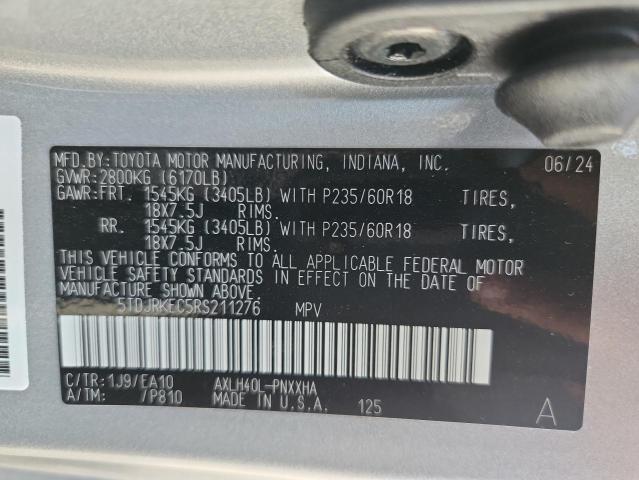 MFD.BY:TOYOTA MOTOR MANUFACTURING, INDIANA, INC. 06/24
GVWR:2800KG (6170LB)
GAWR:FRT. 1545KG (3405LB) WITH P235/60R18 TIRES,
18X7.5J RIMS.
RR. 1545KG (3405LB) WITH P235/60R18 TIRES,
18X7.5J RIMS.
THIS VEHICLE CONFORMS TO ALL APPLICABLE FEDERAL MOTOR
VEHICLE SAFETY STANDARDS IN EFFECT ON THE DATE OF
MANUFACTURE SHOWN ABOVE.
5TDJRKEC5RS211276 MPV
C/TR:1J9/EA10 AXLH40L-PNXXHA
A/TM: /P810 MADE IN U.S.A. 125 A